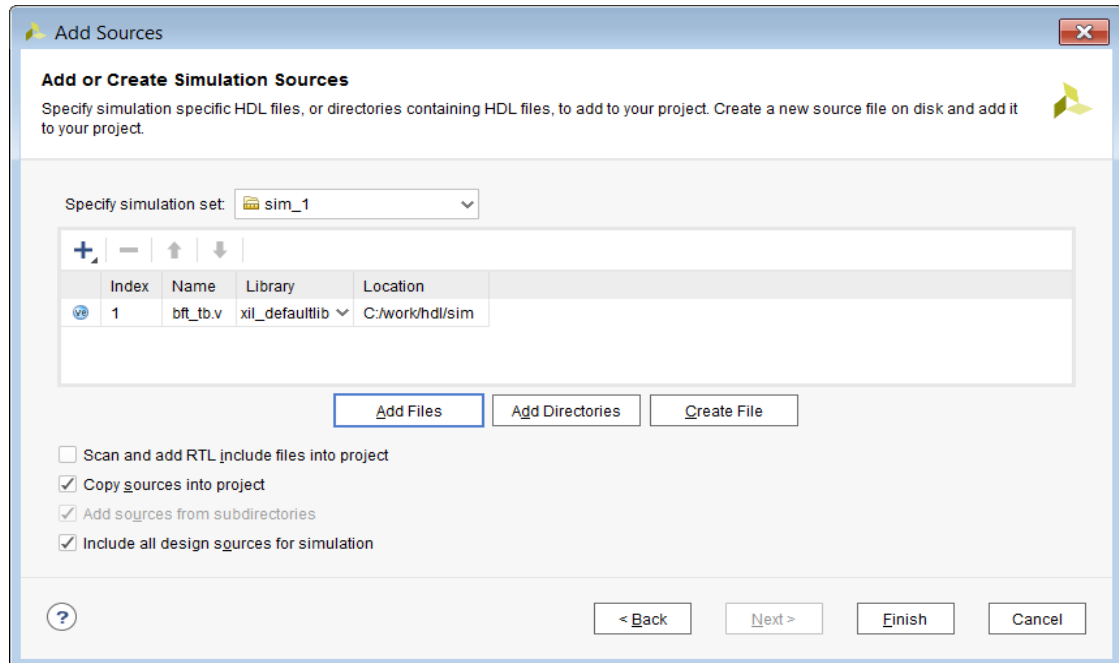 Add Sources
Add or Create Simulation Sources
Specify simulation specific HDL files, or directories containing HDL files, to add to your project. Create a new source file on disk and add it
to your project.
Specify simulation set: sim_1
Index Name Library Location
ve 1 bft_tb.v xil_defaultlib C:/work/hdl/sim
Add Files Add Directories Create File
Scan and add RTL include files into project
Copy sources into project
Add sources from subdirectories
Include all design sources for simulation
? < Back Next > Finish Cancel